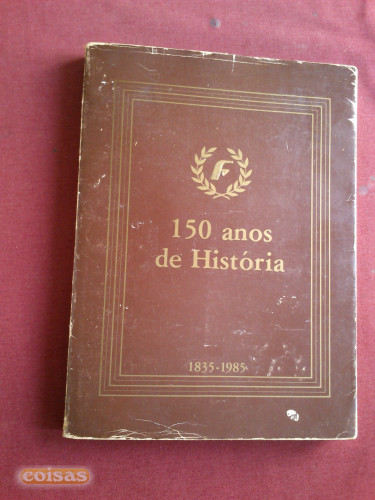 F
150 anos
de História
1835-1985
coisas